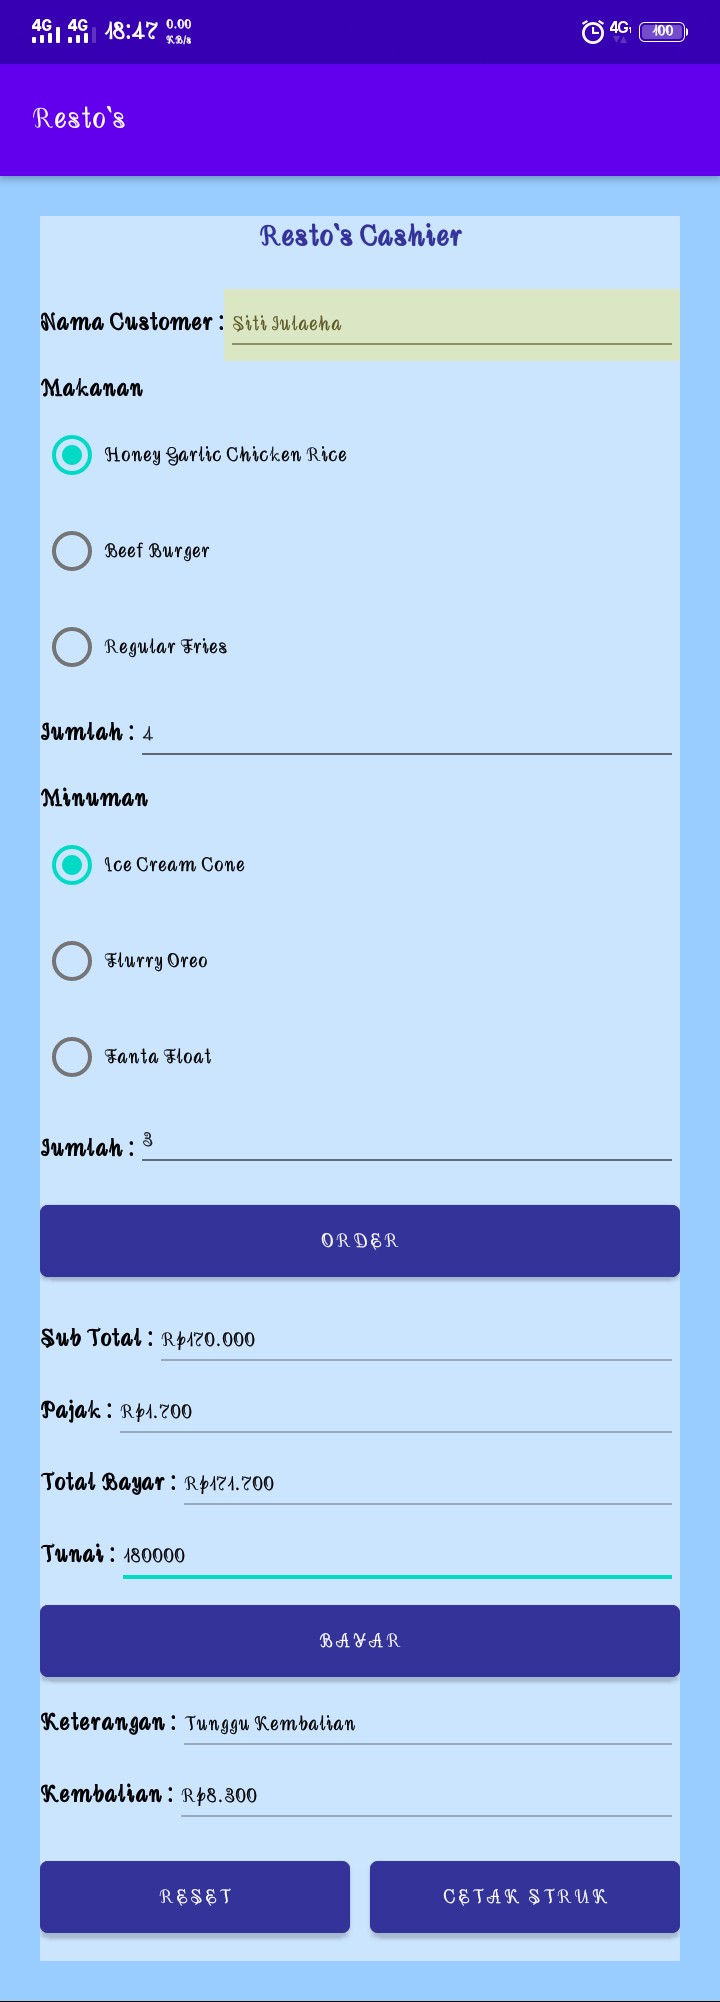 4G 4G 18:47 0.00 KB/s 4G 100
Resto's
Resto's Cashier
Nama Customer : Siti Julaeha
Makanan
Honey Garlic Chicken Rice
Beef Burger
Regular Fries
Jumlah : 4
Minuman
Ice Cream Cone
Flurry Oreo
Fanta Float
Jumlah : 3
ORDER
Sub Total : Rp170.000
Pajak : Rp1.700
Total Bayar : Rp171.700
Tunai : 180000
BAYAR
Keterangan : Tunggu Kembalian
Kembalian : Rp8.300
RESET CETAK STRUK